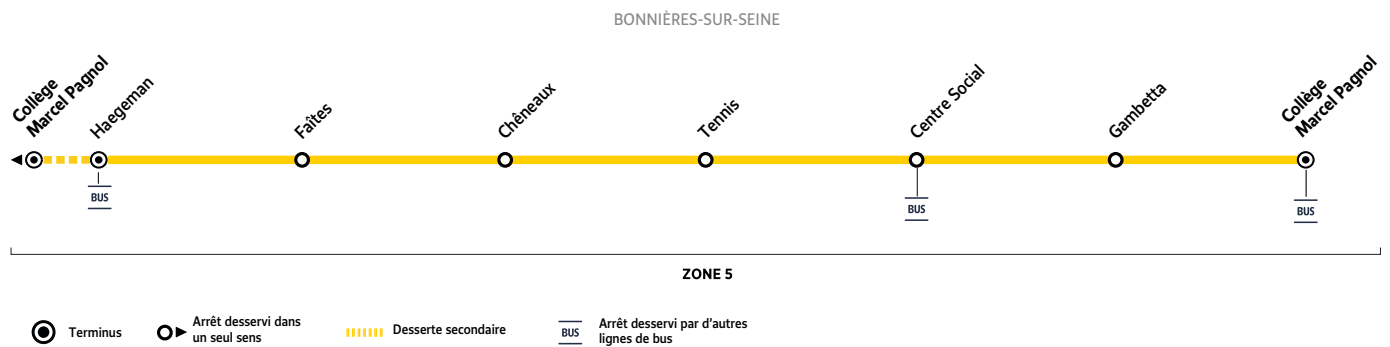 BONNIÈRES-SUR-SEINE
Collège
Marcel Pagnol
Haegeman
Faîtes
Chêneaux
Tennis
Centre Social
Gambetta
Collège
Marcel Pagnol
BUS
BUS
BUS
ZONE 5
Terminus
Arrêt desservi dans
un seul sens
Desserte secondaire
BUS
Arrêt desservi par d'autres
lignes de bus